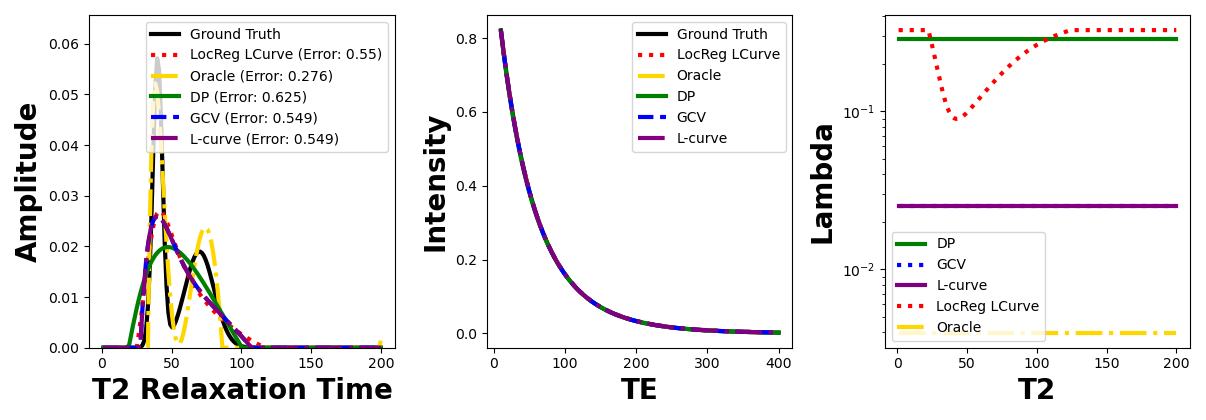 Amplitude
0.06
0.05
0.04
0.03
0.02
0.01
0.00
Ground Truth
LocReg LCurve (Error: 0.55)
Oracle (Error: 0.276)
DP (Error: 0.625)
GCV (Error: 0.549)
L-curve (Error: 0.549)
0 50 100 150 200
T2 Relaxation Time
Intensity
0.8
0.6
0.4
0.2
0.0
Ground Truth
LocReg LCurve
Oracle
DP
GCV
L-curve
0 100 200 300 400
TE
Lambda
10⁻¹
10⁻²
DP
GCV
L-curve
LocReg LCurve
Oracle
0 50 100 150 200
T2